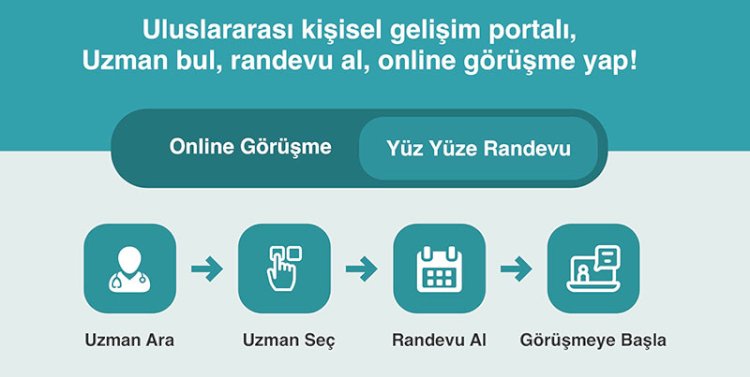 Uluslararası kişisel gelişim portalı,
Uzman bul, randevu al, online görüşme yap!
Online Görüşme
Yüz Yüze Randevu
Uzman Ara
Uzman Seç
Randevu Al
Görüşmeye Başla